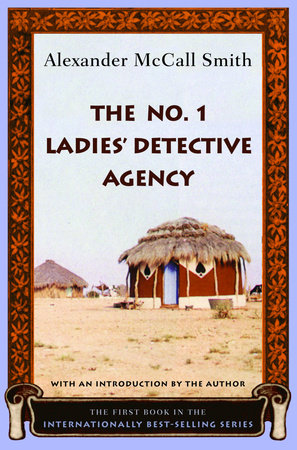 Alexander McCall Smith
THE NO. 1
LADIES' DETECTIVE
AGENCY
WITH AN INTRODUCTION BY THE AUTHOR
THE FIRST BOOK IN THE
INTERNATIONALLY BEST-SELLING SERIES